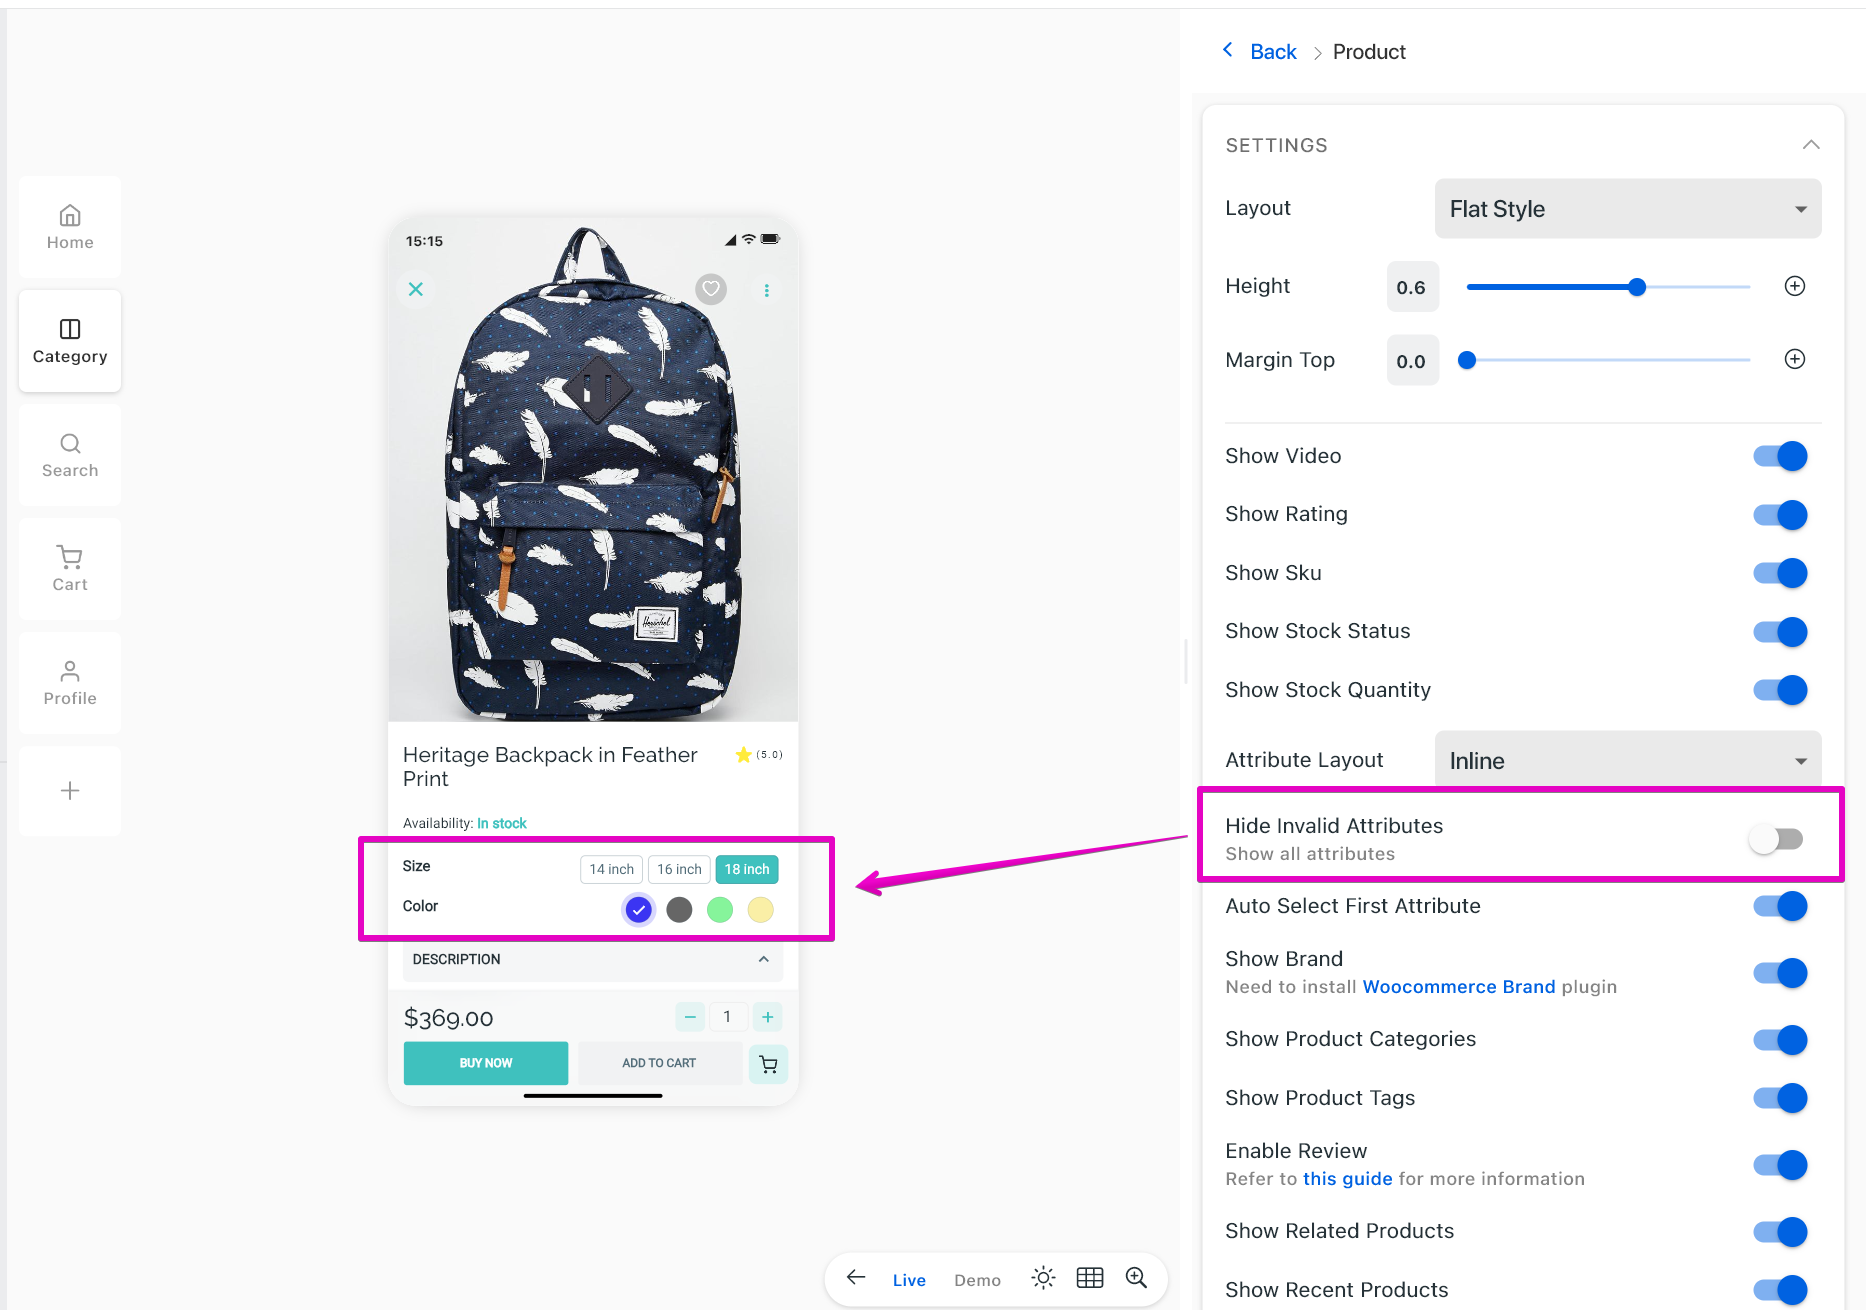 Back > Product
SETTINGS
Layout
Flat Style
Height
0.6
Margin Top
0.0
Show Video
Show Rating
Show Sku
Show Stock Status
Show Stock Quantity
Attribute Layout
Inline
Hide Invalid Attributes
Show all attributes
Auto Select First Attribute
Show Brand
Need to install Woocommerce Brand plugin
Show Product Categories
Show Product Tags
Enable Review
Refer to this guide for more information
Show Related Products
Show Recent Products
Home
Category
Search
Cart
Profile
15:15
Herschel
Heritage Backpack in Feather
Print
(5.0)
Availability: In stock
Size
14 inch
16 inch
18 inch
Color
DESCRIPTION
$369.00
1
BUY NOW
ADD TO CART
Live
Demo